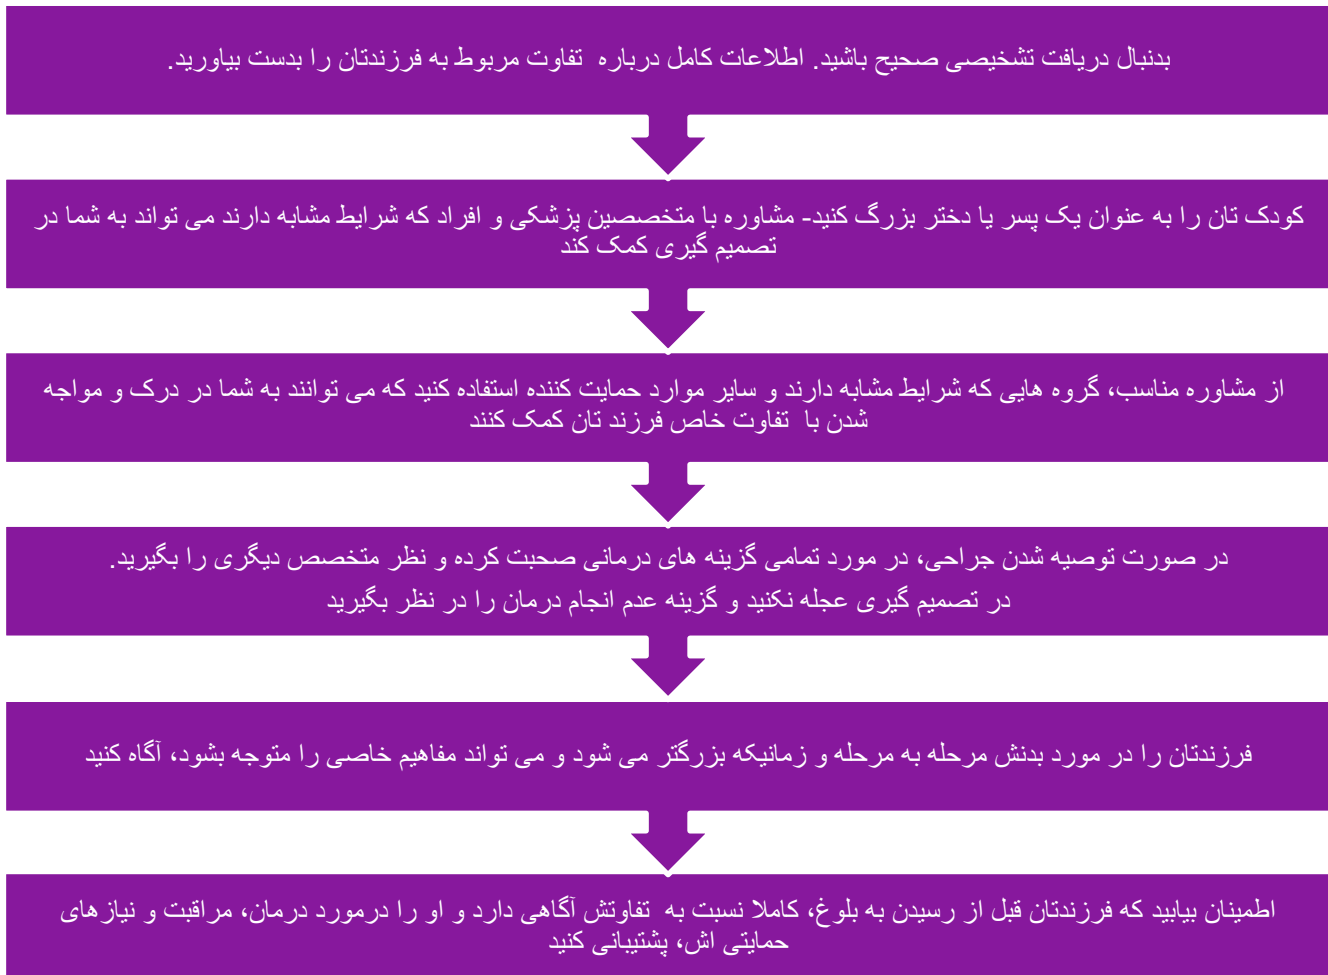 بدنبال دریافت تشخیصی صحیح باشید. اطلاعات کامل درباره تفاوت مربوط به فرزندتان را بدست بیاورید.
کودک تان را به عنوان یک پسر یا دختر بزرگ کنید- مشاوره با متخصصین پزشکی و افراد که شرایط مشابه دارند می تواند به شما در
تصمیم گیری کمک کند
از مشاوره مناسب، گروه هایی که شرایط مشابه دارند و سایر موارد حمایت کننده استفاده کنید که می توانند به شما در درک و مواجه
شدن با تفاوت خاص فرزند تان کمک کنند
در صورت توصیه شدن جراحی، در مورد تمامی گزینه های درمانی صحبت کرده و نظر متخصص دیگری را بگیرید.
در تصمیم گیری عجله نکنید و گزینه عدم انجام درمان را در نظر بگیرید
فرزندتان را در مورد بدنش مرحله به مرحله و زمانیکه بزرگتر می شود و می تواند مفاهیم خاصی را متوجه بشود، آگاه کنید
اطمینان بیابید که فرزندتان قبل از رسیدن به بلوغ، کاملا نسبت به تفاوتش آگاهی دارد و او را درمورد درمان، مراقبت و نیازهای
حمایتی اش، پشتیبانی کنید